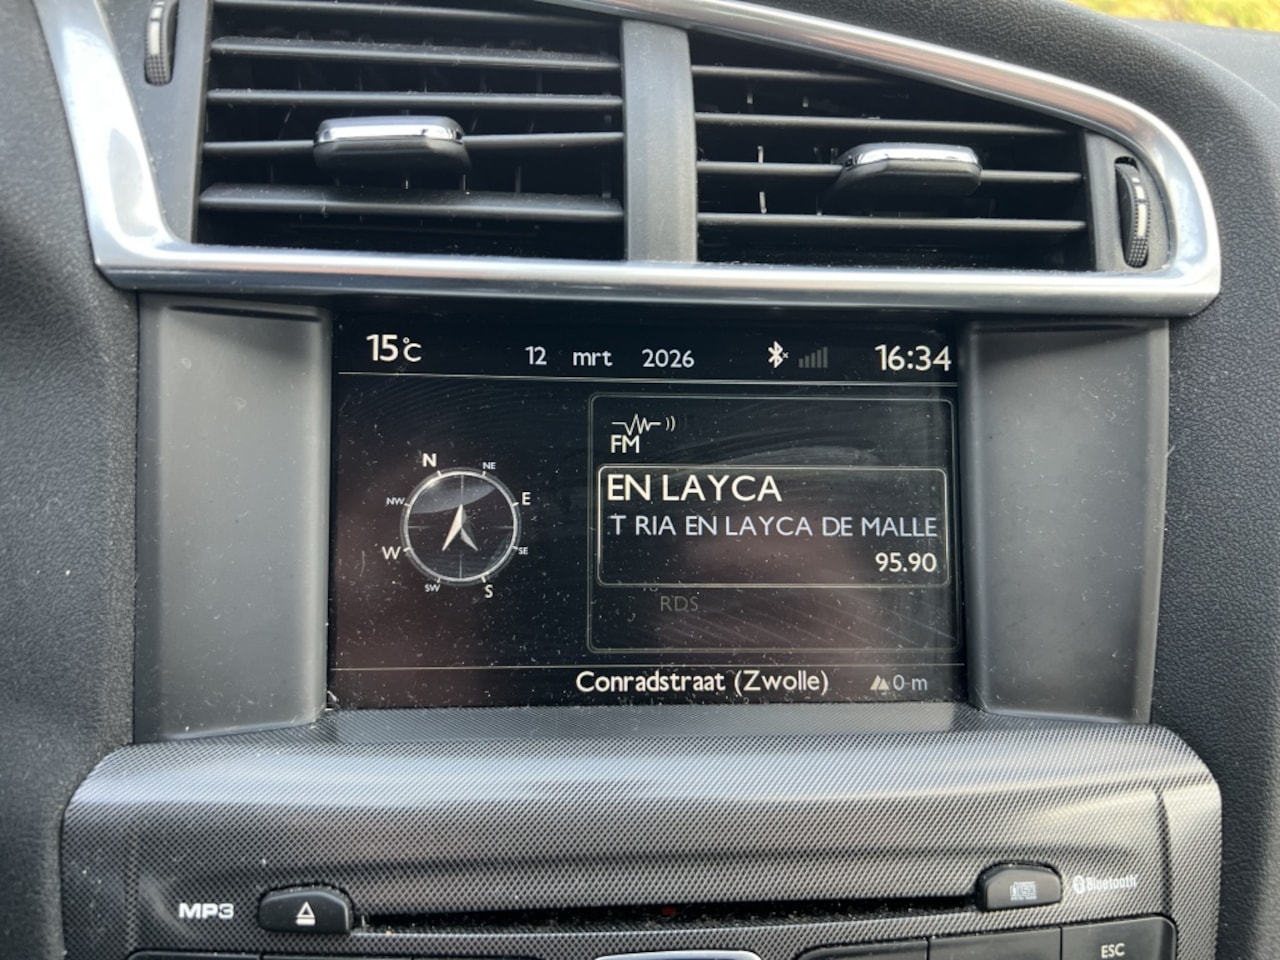 15°C 12 mrt 2026 16:34
N NE
NW E
W SE
SW S
FM
EN LAYCA
T RIA EN LAYCA DE MALLE
95.90
RDS
Conradstraat (Zwolle) 0 m
MP3 Bluetooth
ESC